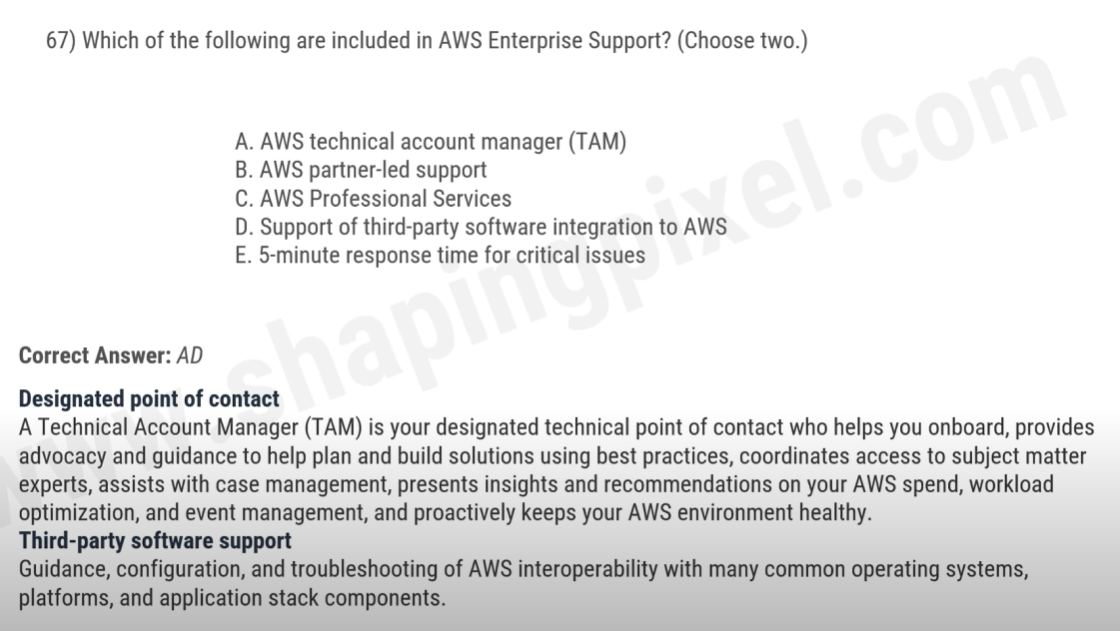 67) Which of the following are included in AWS Enterprise Support? (Choose two.)
A. AWS technical account manager (TAM)
B. AWS partner-led support
C. AWS Professional Services
D. Support of third-party software integration to AWS
E. 5-minute response time for critical issues
www.shapingpixel.com
Correct Answer: AD
Designated point of contact
A Technical Account Manager (TAM) is your designated technical point of contact who helps you onboard, provides
advocacy and guidance to help plan and build solutions using best practices, coordinates access to subject matter
experts, assists with case management, presents insights and recommendations on your AWS spend, workload
optimization, and event management, and proactively keeps your AWS environment healthy.
Third-party software support
Guidance, configuration, and troubleshooting of AWS interoperability with many common operating systems,
platforms, and application stack components.